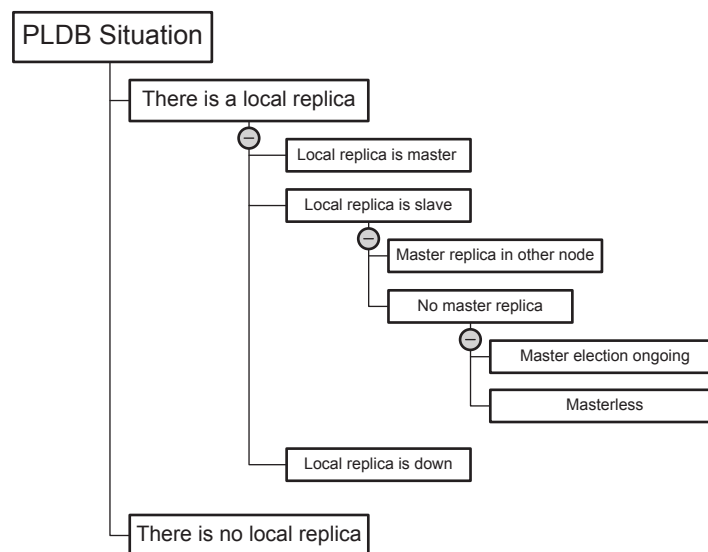 PLDB Situation
There is a local replica
Local replica is master
Local replica is slave
Master replica in other node
No master replica
Master election ongoing
Masterless
Local replica is down
There is no local replica